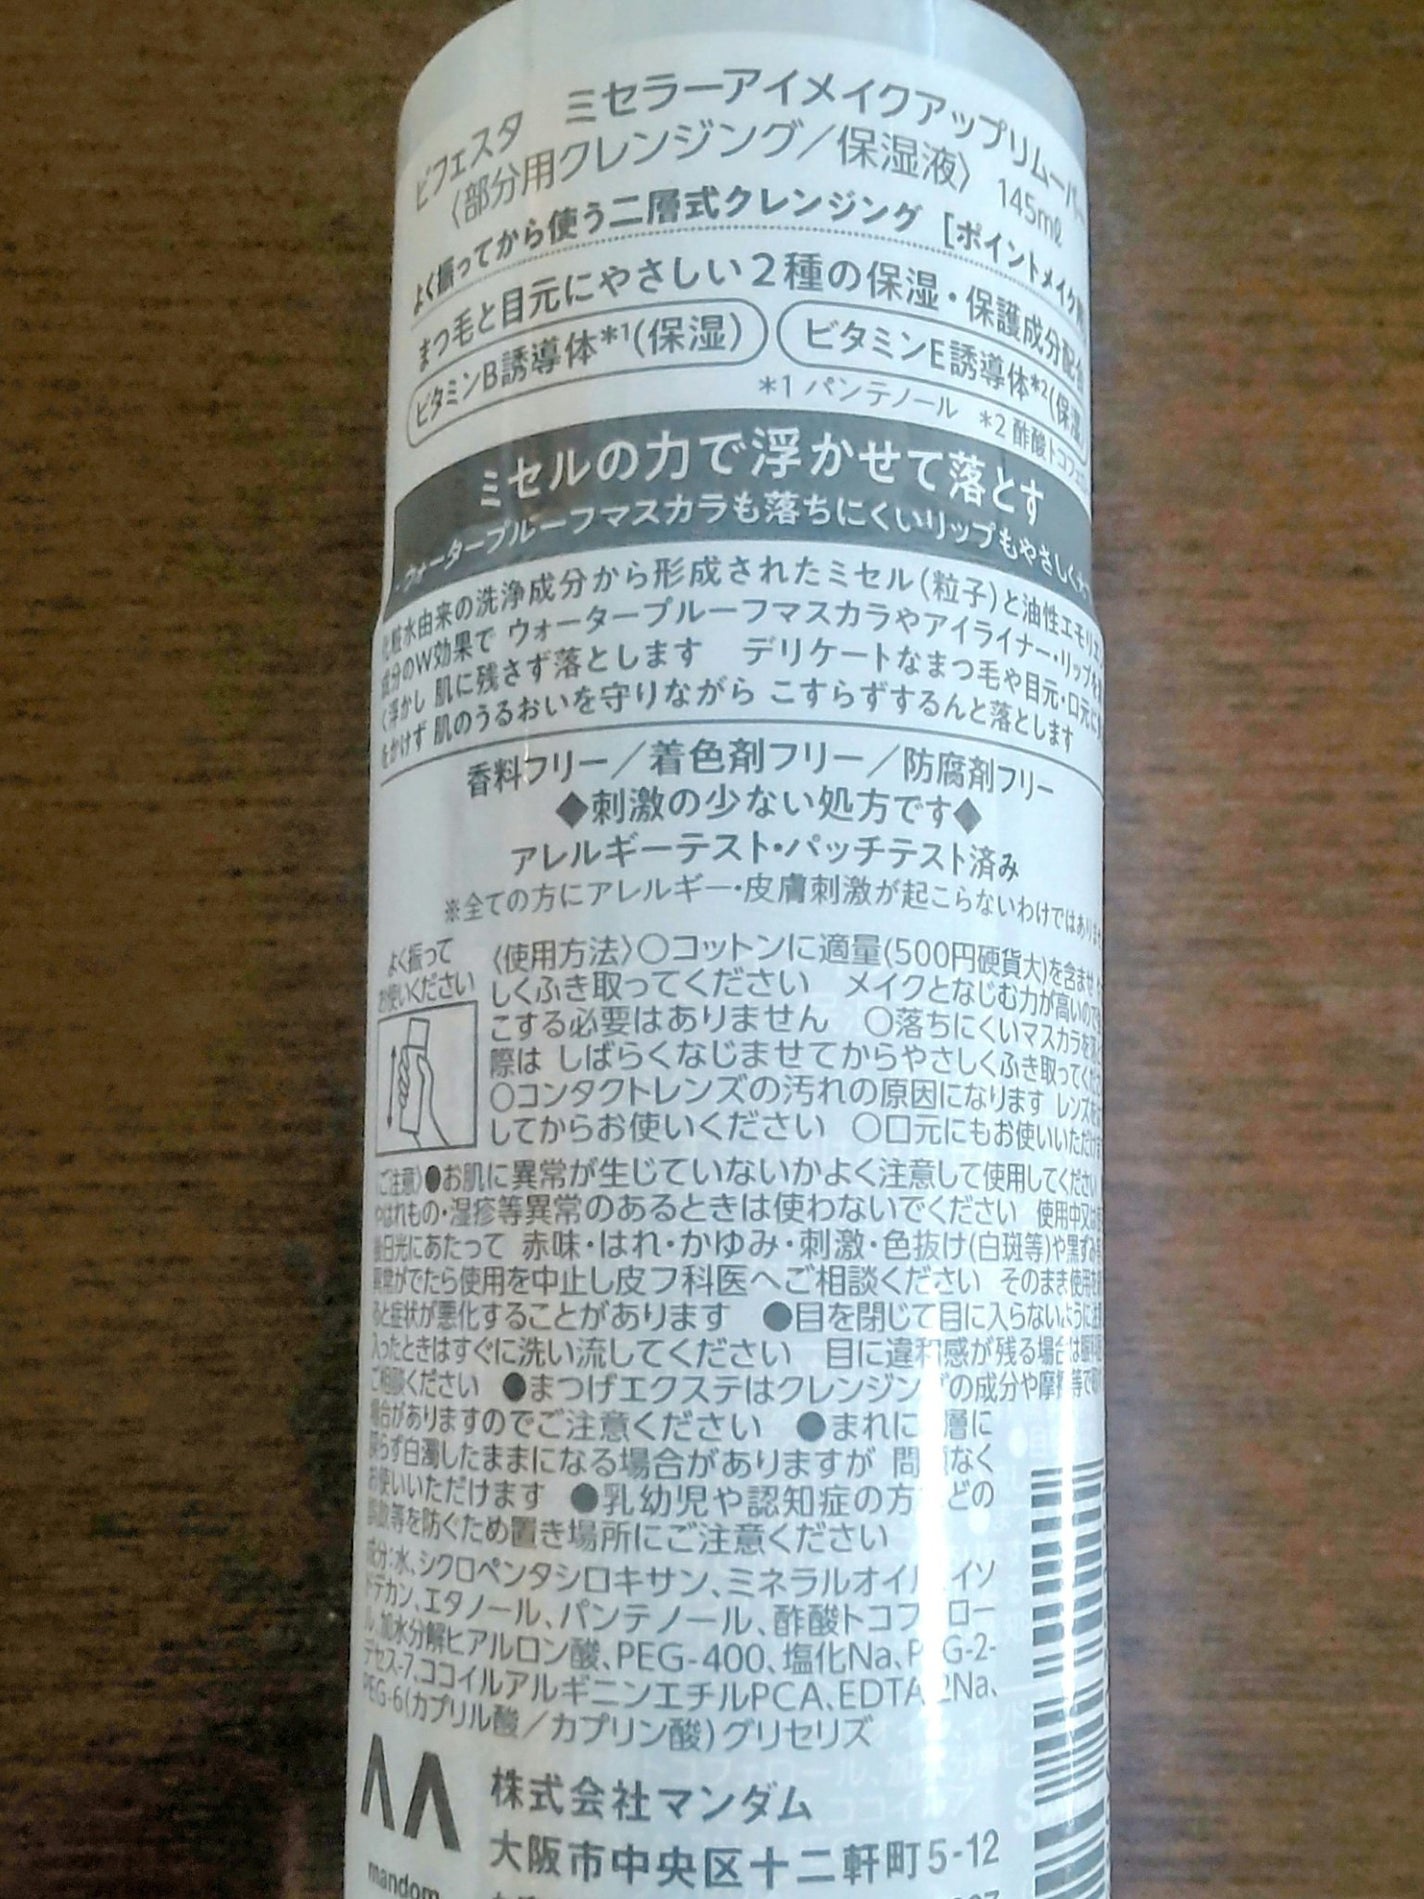 ビフェスタ ミセラーアイメイクアップリムーバー
〈部分用クレンジング／保湿液〉 145mℓ
よく振ってから使う二層式クレンジング [ポイントメイク
まつ毛と目元にやさしい2種の保湿・保護成分配合
ビタミンB誘導体*1(保湿) ビタミンE誘導体*2(保湿)
*1 パンテノール *2 酢酸トコフェ
ミセルの力で浮かせて落とす
ウォータープルーフマスカラも落ちにくいリップもやさしく
化粧水由来の洗浄成分から形成されたミセル(粒子)と油性エモリエ
成分のW効果で ウォータープルーフマスカラやアイライナー・リップを
く浮かし 肌に残さず落とします デリケートなまつ毛や目元・口元に
をかけず 肌のうるおいを守りながら こすらずするんと落とします
香料フリー／着色剤フリー／防腐剤フリー
◆刺激の少ない処方です◆
アレルギーテスト・パッチテスト済み
※全ての方にアレルギー・皮膚刺激が起こらないわけではありま
よく振って
お使いください
〈使用方法〉○コットンに適量(500円硬貨大)を含ませ
しくふき取ってください メイクとなじむ力が高いので
こする必要はありません ○落ちにくいマスカラを
際は しばらくなじませてからやさしくふき取ってくだ
○コンタクトレンズの汚れの原因になります レンズを
してからお使いください ○口元にもお使いいただけ
ご注意〉●お肌に異常が生じていないかよく注意して使用してください
やはれもの・湿疹等異常のあるときは使わないでください 使用中又は
後日光にあたって 赤味・はれ・かゆみ・刺激・色抜け(白斑等)や黒ずみ
異常がでたら使用を中止し皮フ科医へご相談ください そのまま使用を
ると症状が悪化することがあります ●目を閉じて目に入らないように注
入ったときはすぐに洗い流してください 目に違和感が残る場合は眼
ご相談ください ●まつげエクステはクレンジングの成分や摩擦等で
場合がありますのでご注意ください ●まれに 層に
戻らず白濁したままになる場合がありますが 問題なく
お使いいただけます ●乳幼児や認知症の方 どの
誤飲等を防ぐため置き場所にご注意ください
成分：水、シクロペンタシロキサン、ミネラルオイル イソ
ドデカン、エタノール、パンテノール、酢酸トコフェロー
ル、加水分解ヒアルロン酸、PEG-400、塩化Na、P G-2-
デセス-7、ココイルアルギニンエチルPCA、EDTA 2Na、
PEG-6(カプリル酸／カプリン酸)グリセリズ
株式会社マンダム
大阪市中央区十二軒町5-12
mandom